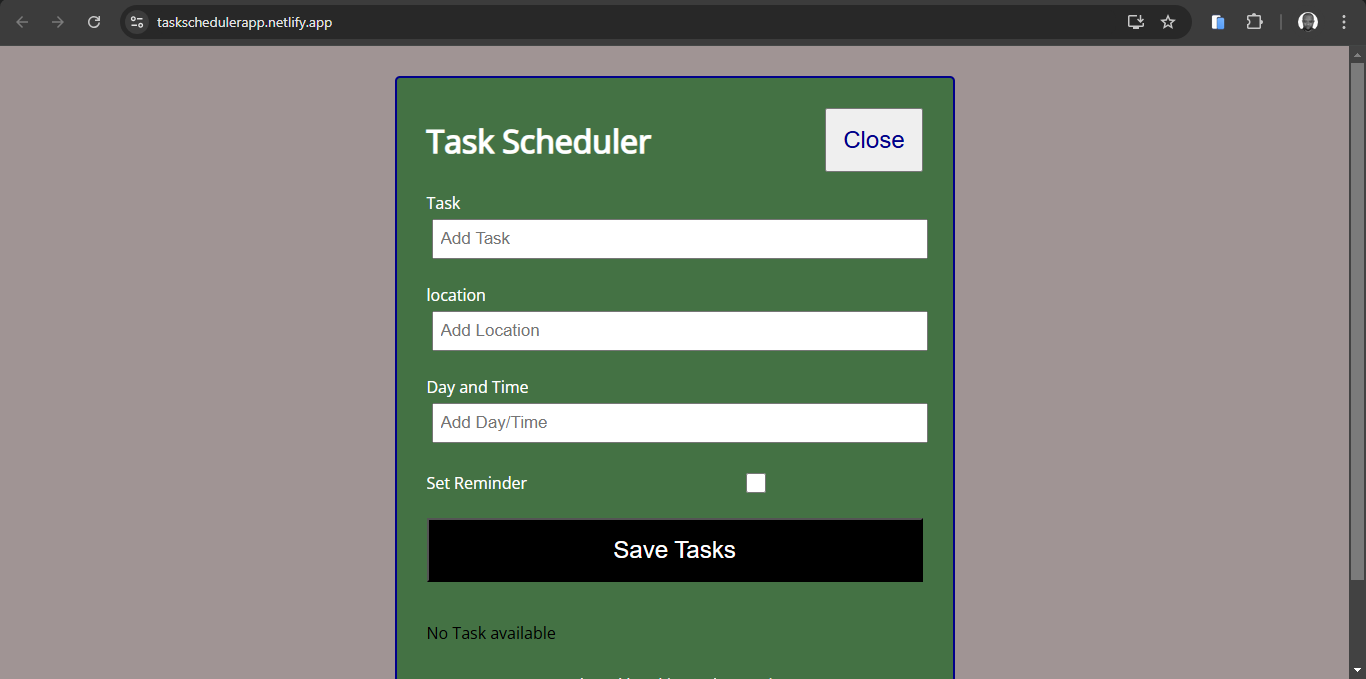 taskschedulerapp.netlify.app
Task Scheduler
Close
Task
Add Task
location
Add Location
Day and Time
Add Day/Time
Set Reminder
Save Tasks
No Task available